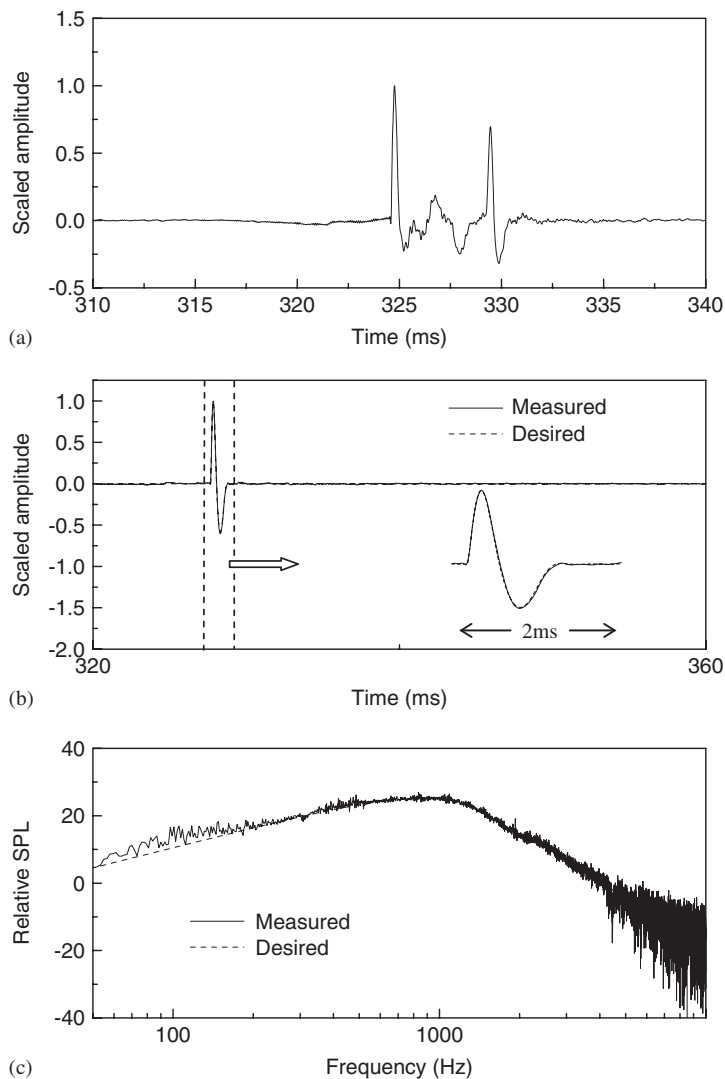 1.5
1.0
0.5
0.0
-0.5
Scaled amplitude
310 315 320 325 330 335 340
(a) Time (ms)
1.0
0.5
0.0
-0.5
-1.0
-1.5
-2.0
Scaled amplitude
Measured
Desired
2ms
320 360
(b) Time (ms)
40
20
0
-20
-40
Relative SPL
Measured
Desired
100 1000
(c) Frequency (Hz)